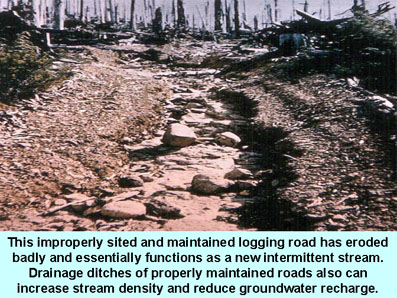 This improperly sited and maintained logging road has eroded
badly and essentially functions as a new intermittent stream.
Drainage ditches of properly maintained roads also can
increase stream density and reduce groundwater recharge.